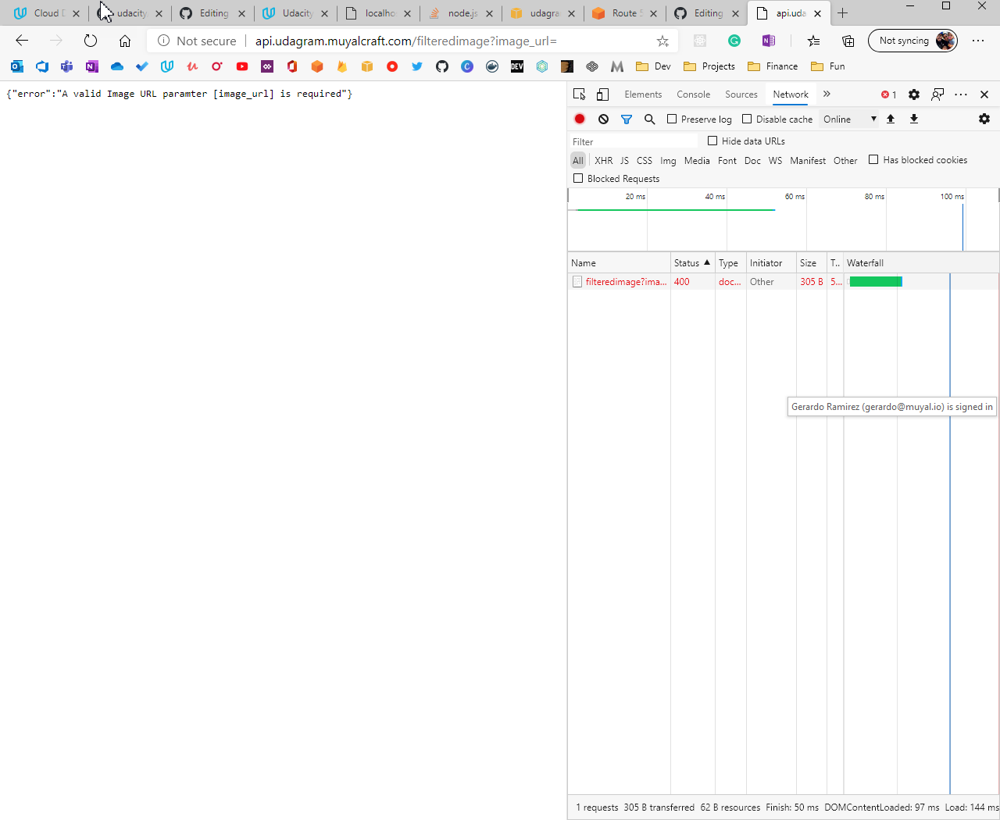 Cloud D
udacity
Editing
Udacity
localho
node.js
udagra
Route 5
Editing
api.uda
Not secure
api.udagram.muyalcraft.com/filteredimage?image_url=
Not syncing
DEV
Dev
Projects
Finance
Fun
{"error":"A valid Image URL paramter [image_url] is required"}
Elements Console Sources Network 1
Preserve log Disable cache Online
Filter Hide data URLs
All XHR JS CSS Img Media Font Doc WS Manifest Other Has blocked cookies
Blocked Requests
20 ms 40 ms 60 ms 80 ms 100 ms
Name Status Type Initiator Size T.. Waterfall
filteredimage?ima... 400 doc... Other 305 B 5...
Gerardo Ramirez (gerardo@muyal.io) is signed in
1 requests 305 B transferred 62 B resources Finish: 50 ms DOMContentLoaded: 97 ms Load: 144 ms